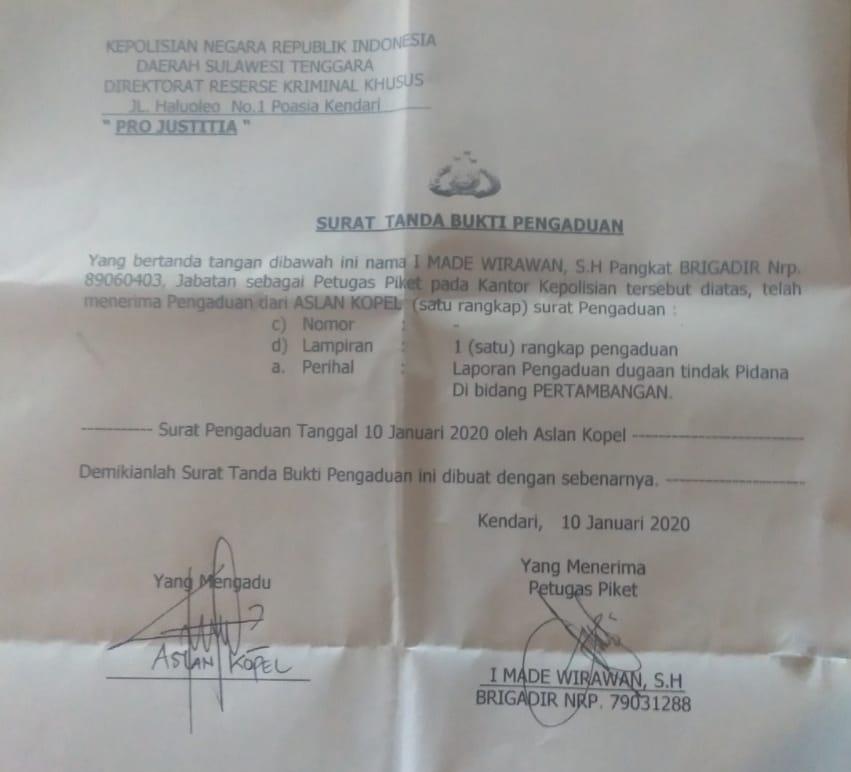 KEPOLISIAN NEGARA REPUBLIK INDONESIA
DAERAH SULAWESI TENGGARA
DIREKTORAT RESERSE KRIMINAL KHUSUS
JL. Haluoleo No.1 Poasia Kendari
" PRO JUSTITIA "
SURAT TANDA BUKTI PENGADUAN
Yang bertanda tangan dibawah ini nama I MADE WIRAWAN, S.H Pangkat BRIGADIR Nrp.
89060403, Jabatan sebagai Petugas Piket pada Kantor Kepolisian tersebut diatas, telah
menerima Pengaduan dari ASLAN KOPEL (satu rangkap) surat Pengaduan :
c) Nomor : -
d) Lampiran : 1 (satu) rangkap pengaduan
a. Perihal : Laporan Pengaduan dugaan tindak Pidana
Di bidang PERTAMBANGAN.
----------- Surat Pengaduan Tanggal 10 Januari 2020 oleh Aslan Kopel --------------------------
Demikianlah Surat Tanda Bukti Pengaduan ini dibuat dengan sebenarnya. ---------------------
Kendari, 10 Januari 2020
Yang Mengadu
ASLAN KOPEL
Yang Menerima
Petugas Piket
I MADE WIRAWAN, S.H
BRIGADIR NRP. 79031288